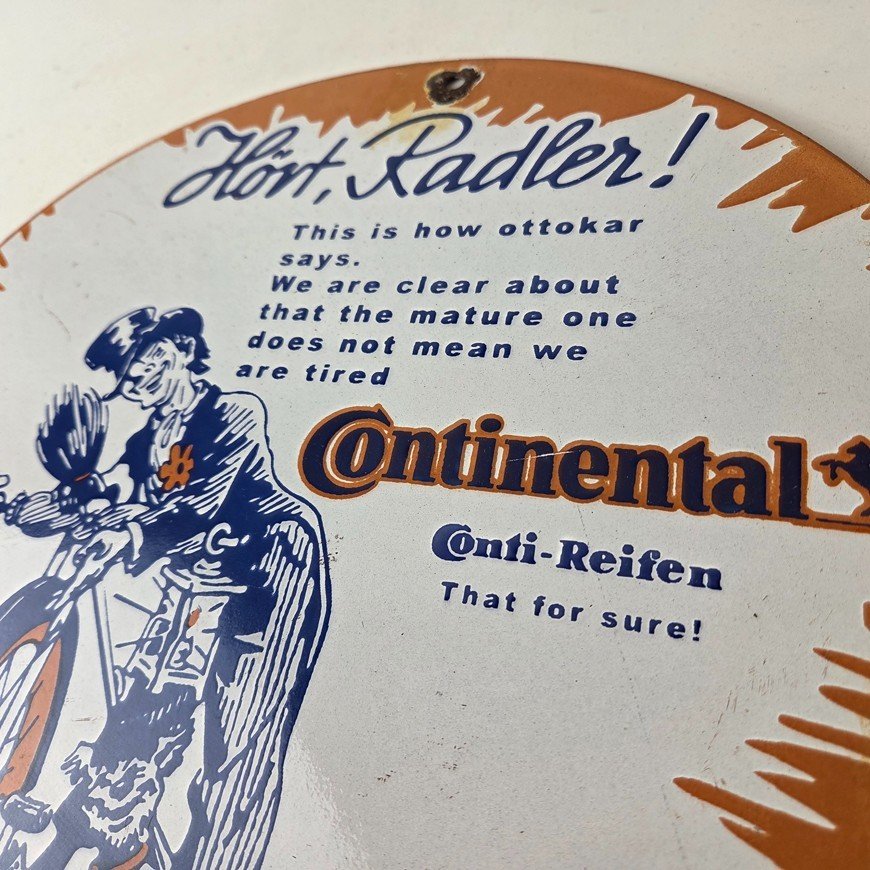 Hört, Radler!
This is how ottokar
says.
We are clear about
that the mature one
does not mean we
are tired
Continental
Conti-Reifen
That for sure!